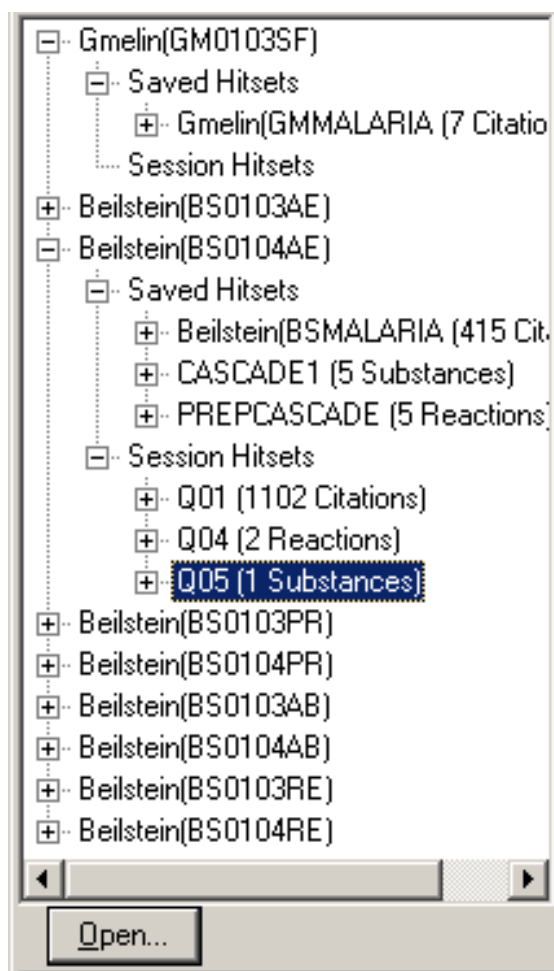 Gmelin(GM0103SF)
Saved Hitsets
Gmelin(GMMALARIA (7 Citatio
Session Hitsets
Beilstein(BS0103AE)
Beilstein(BS0104AE)
Saved Hitsets
Beilstein(BSMALARIA (415 Cit
CASCADE1 (5 Substances)
PREPCASCADE (5 Reactions)
Session Hitsets
Q01 (1102 Citations)
Q04 (2 Reactions)
Q05 (1 Substances)
Beilstein(BS0103PR)
Beilstein(BS0104PR)
Beilstein(BS0103AB)
Beilstein(BS0104AB)
Beilstein(BS0103RE)
Beilstein(BS0104RE)
Open...